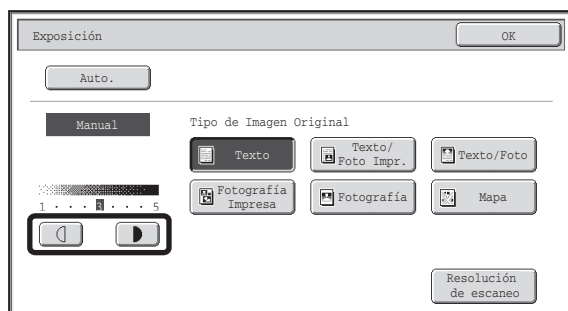 Exposición
OK
Auto.
Manual
Tipo de Imagen Original
Texto
Texto/
Foto Impr.
Texto/Foto
Fotografía
Impresa
Fotografía
Mapa
1 · · · 3 · · · 5
Resolución
de escaneo